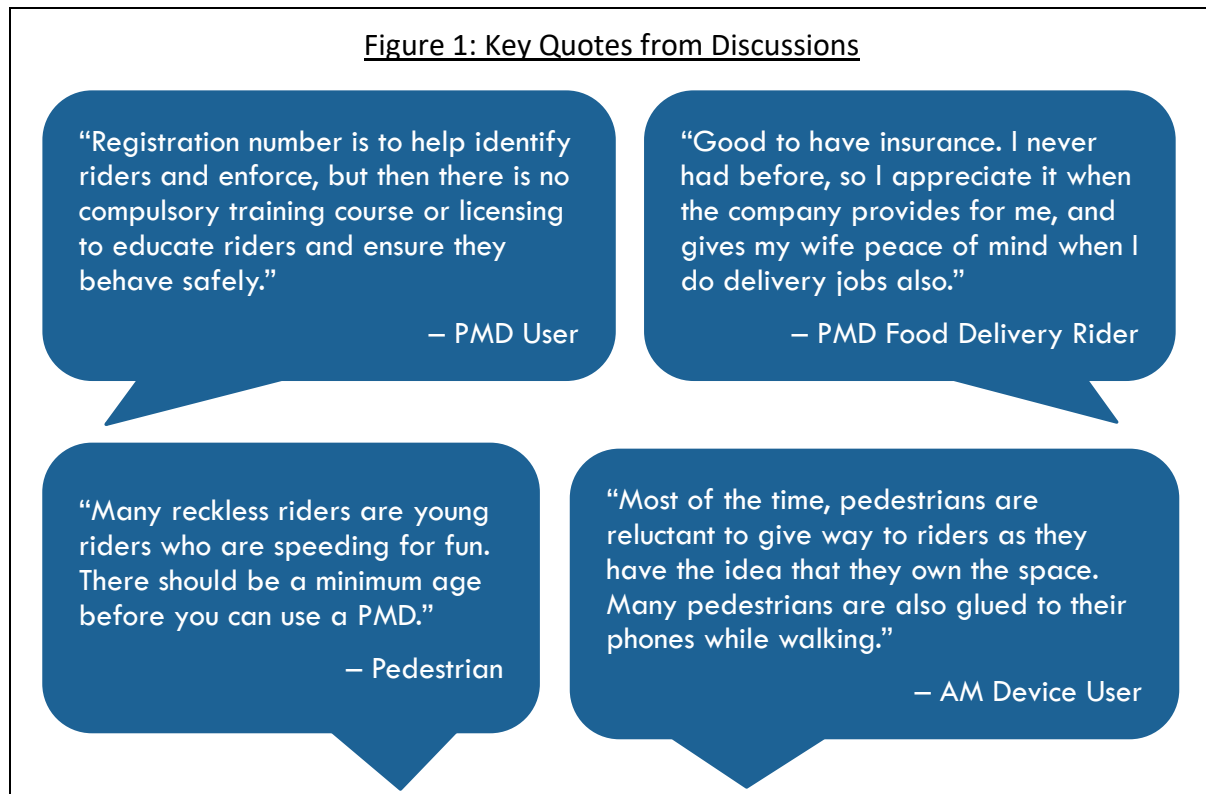 Figure 1: Key Quotes from Discussions
“Registration number is to help identify
riders and enforce, but then there is no
compulsory training course or licensing
to educate riders and ensure they
behave safely.”
– PMD User
“Good to have insurance. I never
had before, so I appreciate it when
the company provides for me, and
gives my wife peace of mind when I
do delivery jobs also.”
– PMD Food Delivery Rider
“Many reckless riders are young
riders who are speeding for fun.
There should be a minimum age
before you can use a PMD.”
– Pedestrian
“Most of the time, pedestrians are
reluctant to give way to riders as they
have the idea that they own the space.
Many pedestrians are also glued to their
phones while walking.”
– AM Device User